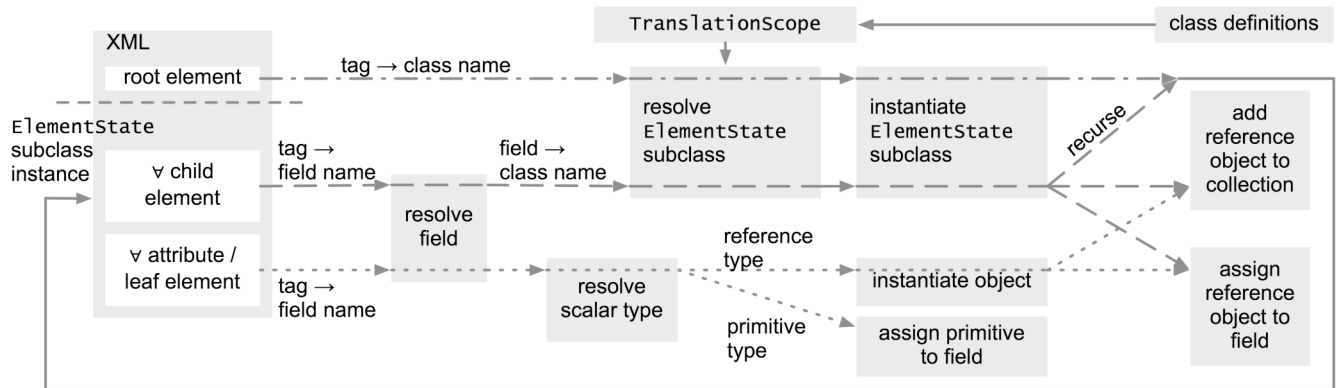 TranslationScope
class definitions
XML
root element
tag → class name
resolve
ElementState
subclass
instantiate
ElementState
subclass
recurse
add
reference
object to
collection
ElementState
subclass
instance
∀ child
element
tag →
field name
field →
class name
resolve
field
∀ attribute /
leaf element
tag →
field name
resolve
scalar type
reference
type
instantiate object
primitive
type
assign primitive
to field
assign
reference
object to
field